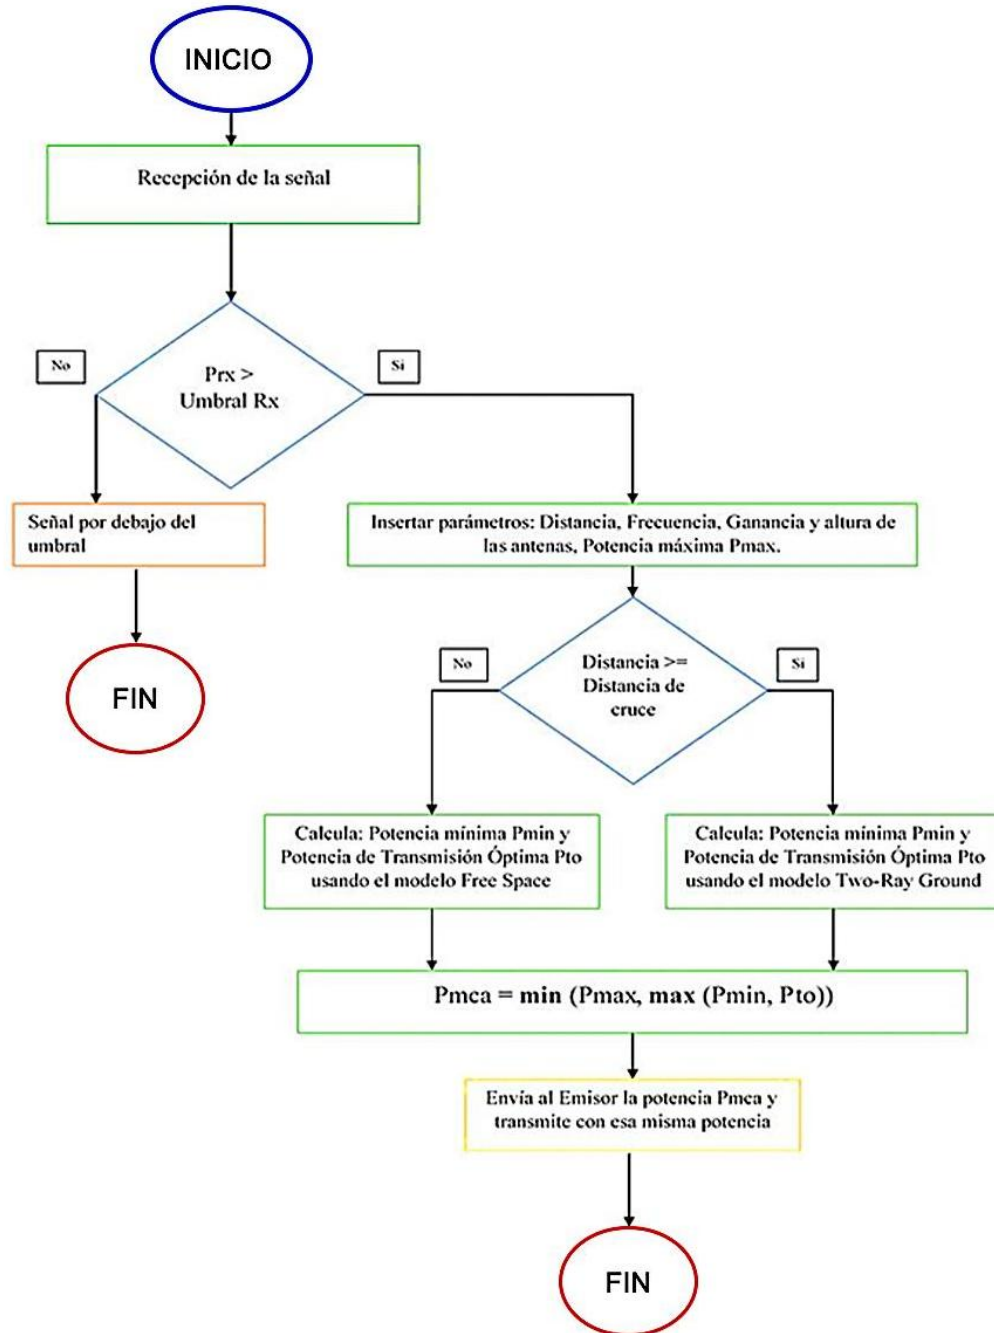 INICIO
Recepción de la señal
No
Prx >
Umbral Rx
Sí
Señal por debajo del
umbral
FIN
Insertar parámetros: Distancia, Frecuencia, Ganancia y altura de
las antenas, Potencia máxima Pmax.
No
Distancia >=
Distancia de
cruce
Sí
Calcula: Potencia mínima Pmin y
Potencia de Transmisión Óptima Pto
usando el modelo Free Space
Calcula: Potencia mínima Pmin y
Potencia de Transmisión Óptima Pto
usando el modelo Two-Ray Ground
Pmca = min (Pmax, max (Pmin, Pto))
Envía al Emisor la potencia Pmca y
transmite con esa misma potencia
FIN